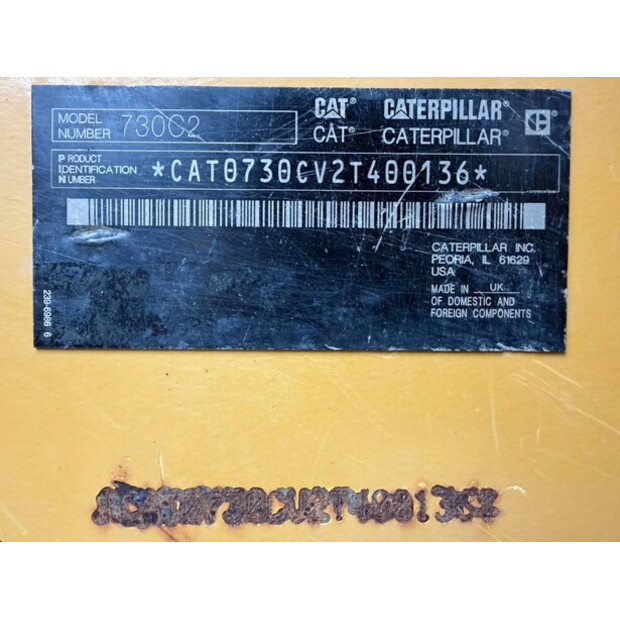 MODEL NUMBER 730C2
CAT® CATERPILLAR®
CAT® CATERPILLAR®
PRODUCT IDENTIFICATION NUMBER *CAT0730CV2T400136*
CATERPILLAR INC.
PEORIA, IL 61629
USA
MADE IN UK
OF DOMESTIC AND
FOREIGN COMPONENTS
239-6986 6